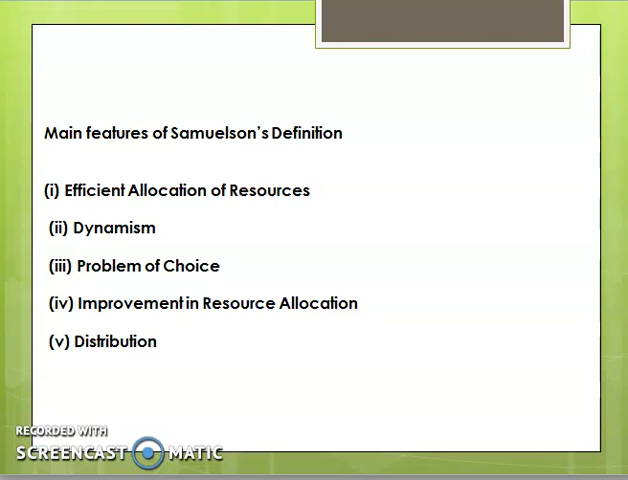 Main features of Samuelson's Definition
(i) Efficient Allocation of Resources
(ii) Dynamism
(iii) Problem of Choice
(iv) Improvement in Resource Allocation
(v) Distribution
RECORDED WITH
SCREENCAST MATIC